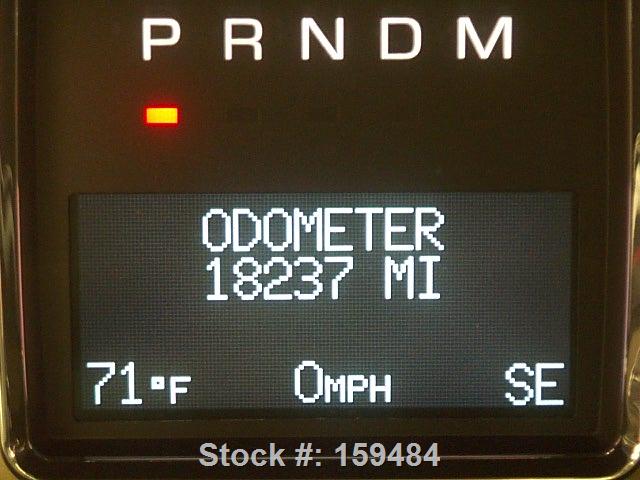 P R N D M
ODOMETER
18237 MI
71°F 0MPH SE
Stock #: 159484